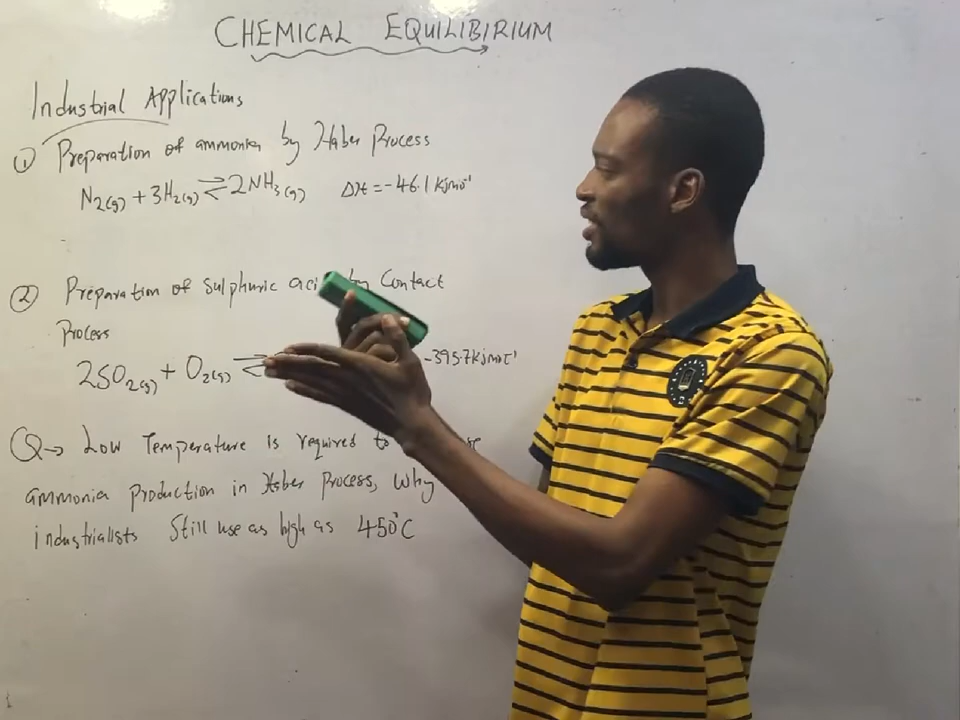 CHEMICAL EQUILIBIRIUM
Industrial Applications
① Preparation of ammonia by Haber Process
N₂(g) + 3H₂(g) ⇌ 2NH₃(g) ΔH = -46.1 Kjmol⁻¹
② Preparation of Sulphuric aci by Contact
Process
2SO₂(g) + O₂(g) ⇌ -395.7Kjmol⁻¹
Q→ Low Temperature is required to
ammonia production in Haber Process, Why
industrialists Still use as high as 450°C